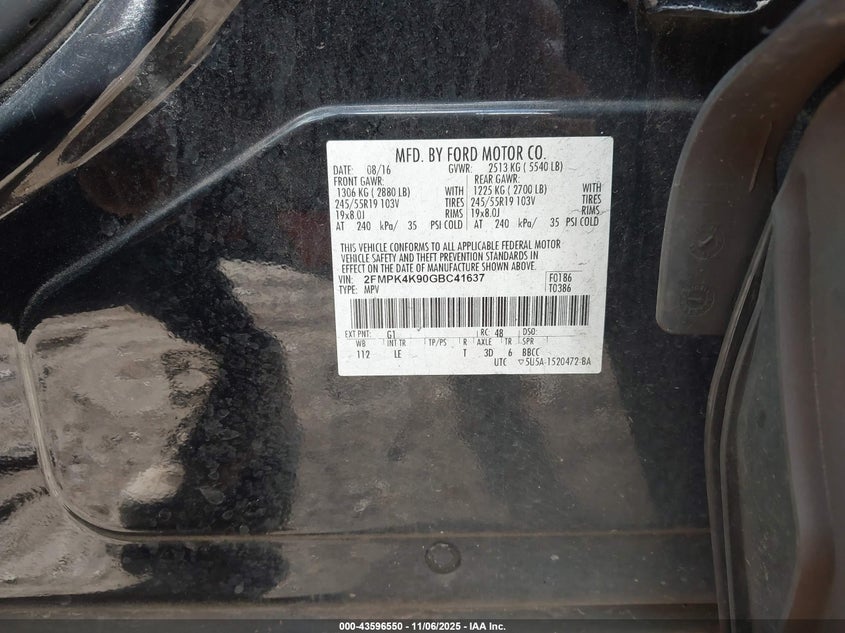 MFD. BY FORD MOTOR CO.
DATE: 08/16 GVWR: 2513 KG ( 5540 LB)
FRONT GAWR: REAR GAWR:
1306 KG ( 2880 LB) WITH 1225 KG ( 2700 LB) WITH
245/55R19 103V TIRES 245/55R19 103V TIRES
19x8.0J RIMS 19x8.0J RIMS
AT 240 kPa/ 35 PSI COLD AT 240 kPa/ 35 PSI COLD
THIS VEHICLE CONFORMS TO ALL APPLICABLE FEDERAL MOTOR
VEHICLE SAFETY AND THEFT PREVENTION STANDARDS IN
EFFECT ON THE DATE OF MANUFACTURE SHOWN ABOVE.
VIN: 2FMPK4K90GBC41637 F0186
TYPE: MPV T0386
EXT PNT: G1 RC: 48 DSO:
WB INT TR TP/PS R AXLE TR SPR
112 LE T 3D 6 BBCC
UTC ▽5U5A-1520472-BA
000-43596550 - 11/06/2025 - IAA Inc.